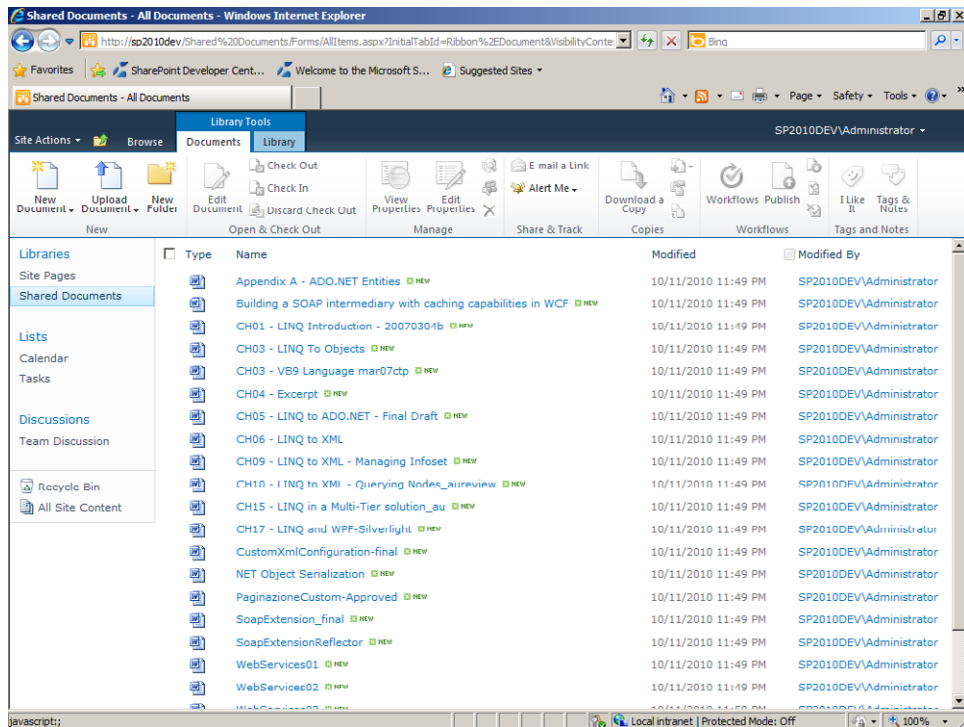 Shared Documents - All Documents - Windows Internet Explorer
http://sp2010dev/Shared%20Documents/Forms/AllItems.aspx?InitialTabId=Ribbon%2EDocument&VisibilityConte:
Bing
Favorites SharePoint Developer Cent... Welcome to the Microsoft S... Suggested Sites
Shared Documents - All Documents
Page Safety Tools
Library Tools
Site Actions Browse Documents Library
SP2010DEV\Administrator
New Document
Upload Document
New Folder
New
Edit Document
Check Out
Check In
Discard Check Out
Open & Check Out
View Properties
Edit Properties
Manage
E mail a Link
Alert Me
Share & Track
Download a Copy
Copies
Workflows
Publish
Workflows
I Like It
Tags & Notes
Tags and Notes
Libraries
Site Pages
Shared Documents
Lists
Calendar
Tasks
Discussions
Team Discussion
Recycle Bin
All Site Content
Type Name Modified Modified By
Appendix A - ADO.NET Entities NEW 10/11/2010 11:49 PM SP2010DEV\Administrator
Building a SOAP intermediary with caching capabilities in WCF NEW 10/11/2010 11:49 PM SP2010DEV\Administrator
CH01 - LINQ Introduction - 20070304b NEW 10/11/2010 11:49 PM SP2010DEV\Administrator
CH03 - LINQ To Objects NEW 10/11/2010 11:49 PM SP2010DEV\Administrator
CH03 - VB9 Language mar07ctp NEW 10/11/2010 11:49 PM SP2010DEV\Administrator
CH04 - Excerpt NEW 10/11/2010 11:49 PM SP2010DEV\Administrator
CH05 - LINQ to ADO.NET - Final Draft NEW 10/11/2010 11:49 PM SP2010DEV\Administrator
CH06 - LINQ to XML 10/11/2010 11:49 PM SP2010DEV\Administrator
CH09 - LINQ to XML - Managing Infoset NEW 10/11/2010 11:49 PM SP2010DEV\Administrator
CH10 - LINQ to XML - Querying Nodes_aureview NEW 10/11/2010 11:49 PM SP2010DEV\Administrator
CH15 - LINQ in a Multi-Tier solution_au NEW 10/11/2010 11:49 PM SP2010DEV\Administrator
CH17 - LINQ and WPF-Silverlight NEW 10/11/2010 11:49 PM SP2010DEV\Administrator
CustomXmlConfiguration-final NEW 10/11/2010 11:49 PM SP2010DEV\Administrator
NET Object Serialization NEW 10/11/2010 11:49 PM SP2010DEV\Administrator
PaginazioneCustom-Approved NEW 10/11/2010 11:49 PM SP2010DEV\Administrator
SoapExtension_final NEW 10/11/2010 11:49 PM SP2010DEV\Administrator
SoapExtensionReflector NEW 10/11/2010 11:49 PM SP2010DEV\Administrator
WebServices01 NEW 10/11/2010 11:49 PM SP2010DEV\Administrator
WebServices02 NEW 10/11/2010 11:49 PM SP2010DEV\Administrator
javascript:;
Local intranet | Protected Mode: Off
100%